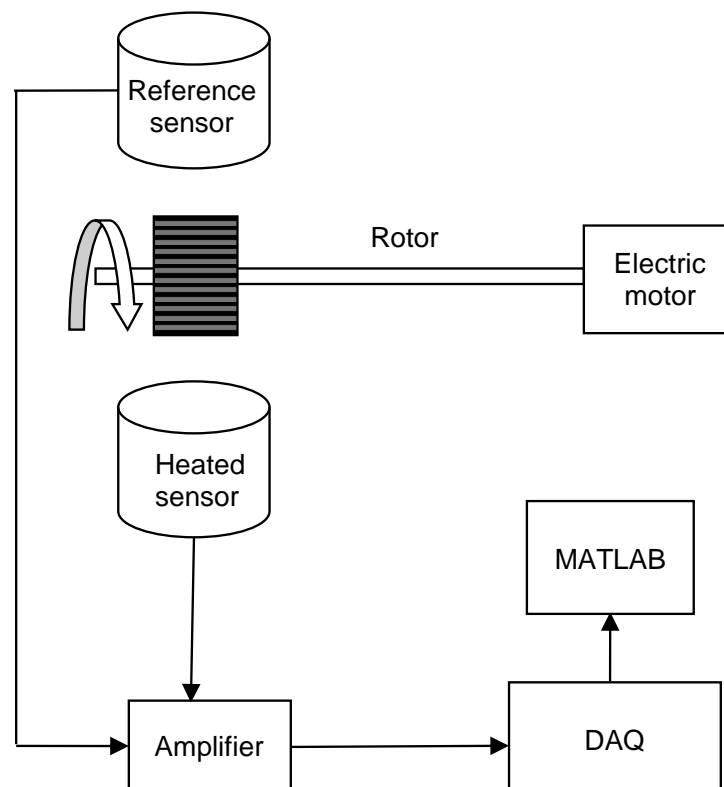 Reference
sensor
Rotor
Electric
motor
Heated
sensor
MATLAB
Amplifier
DAQ